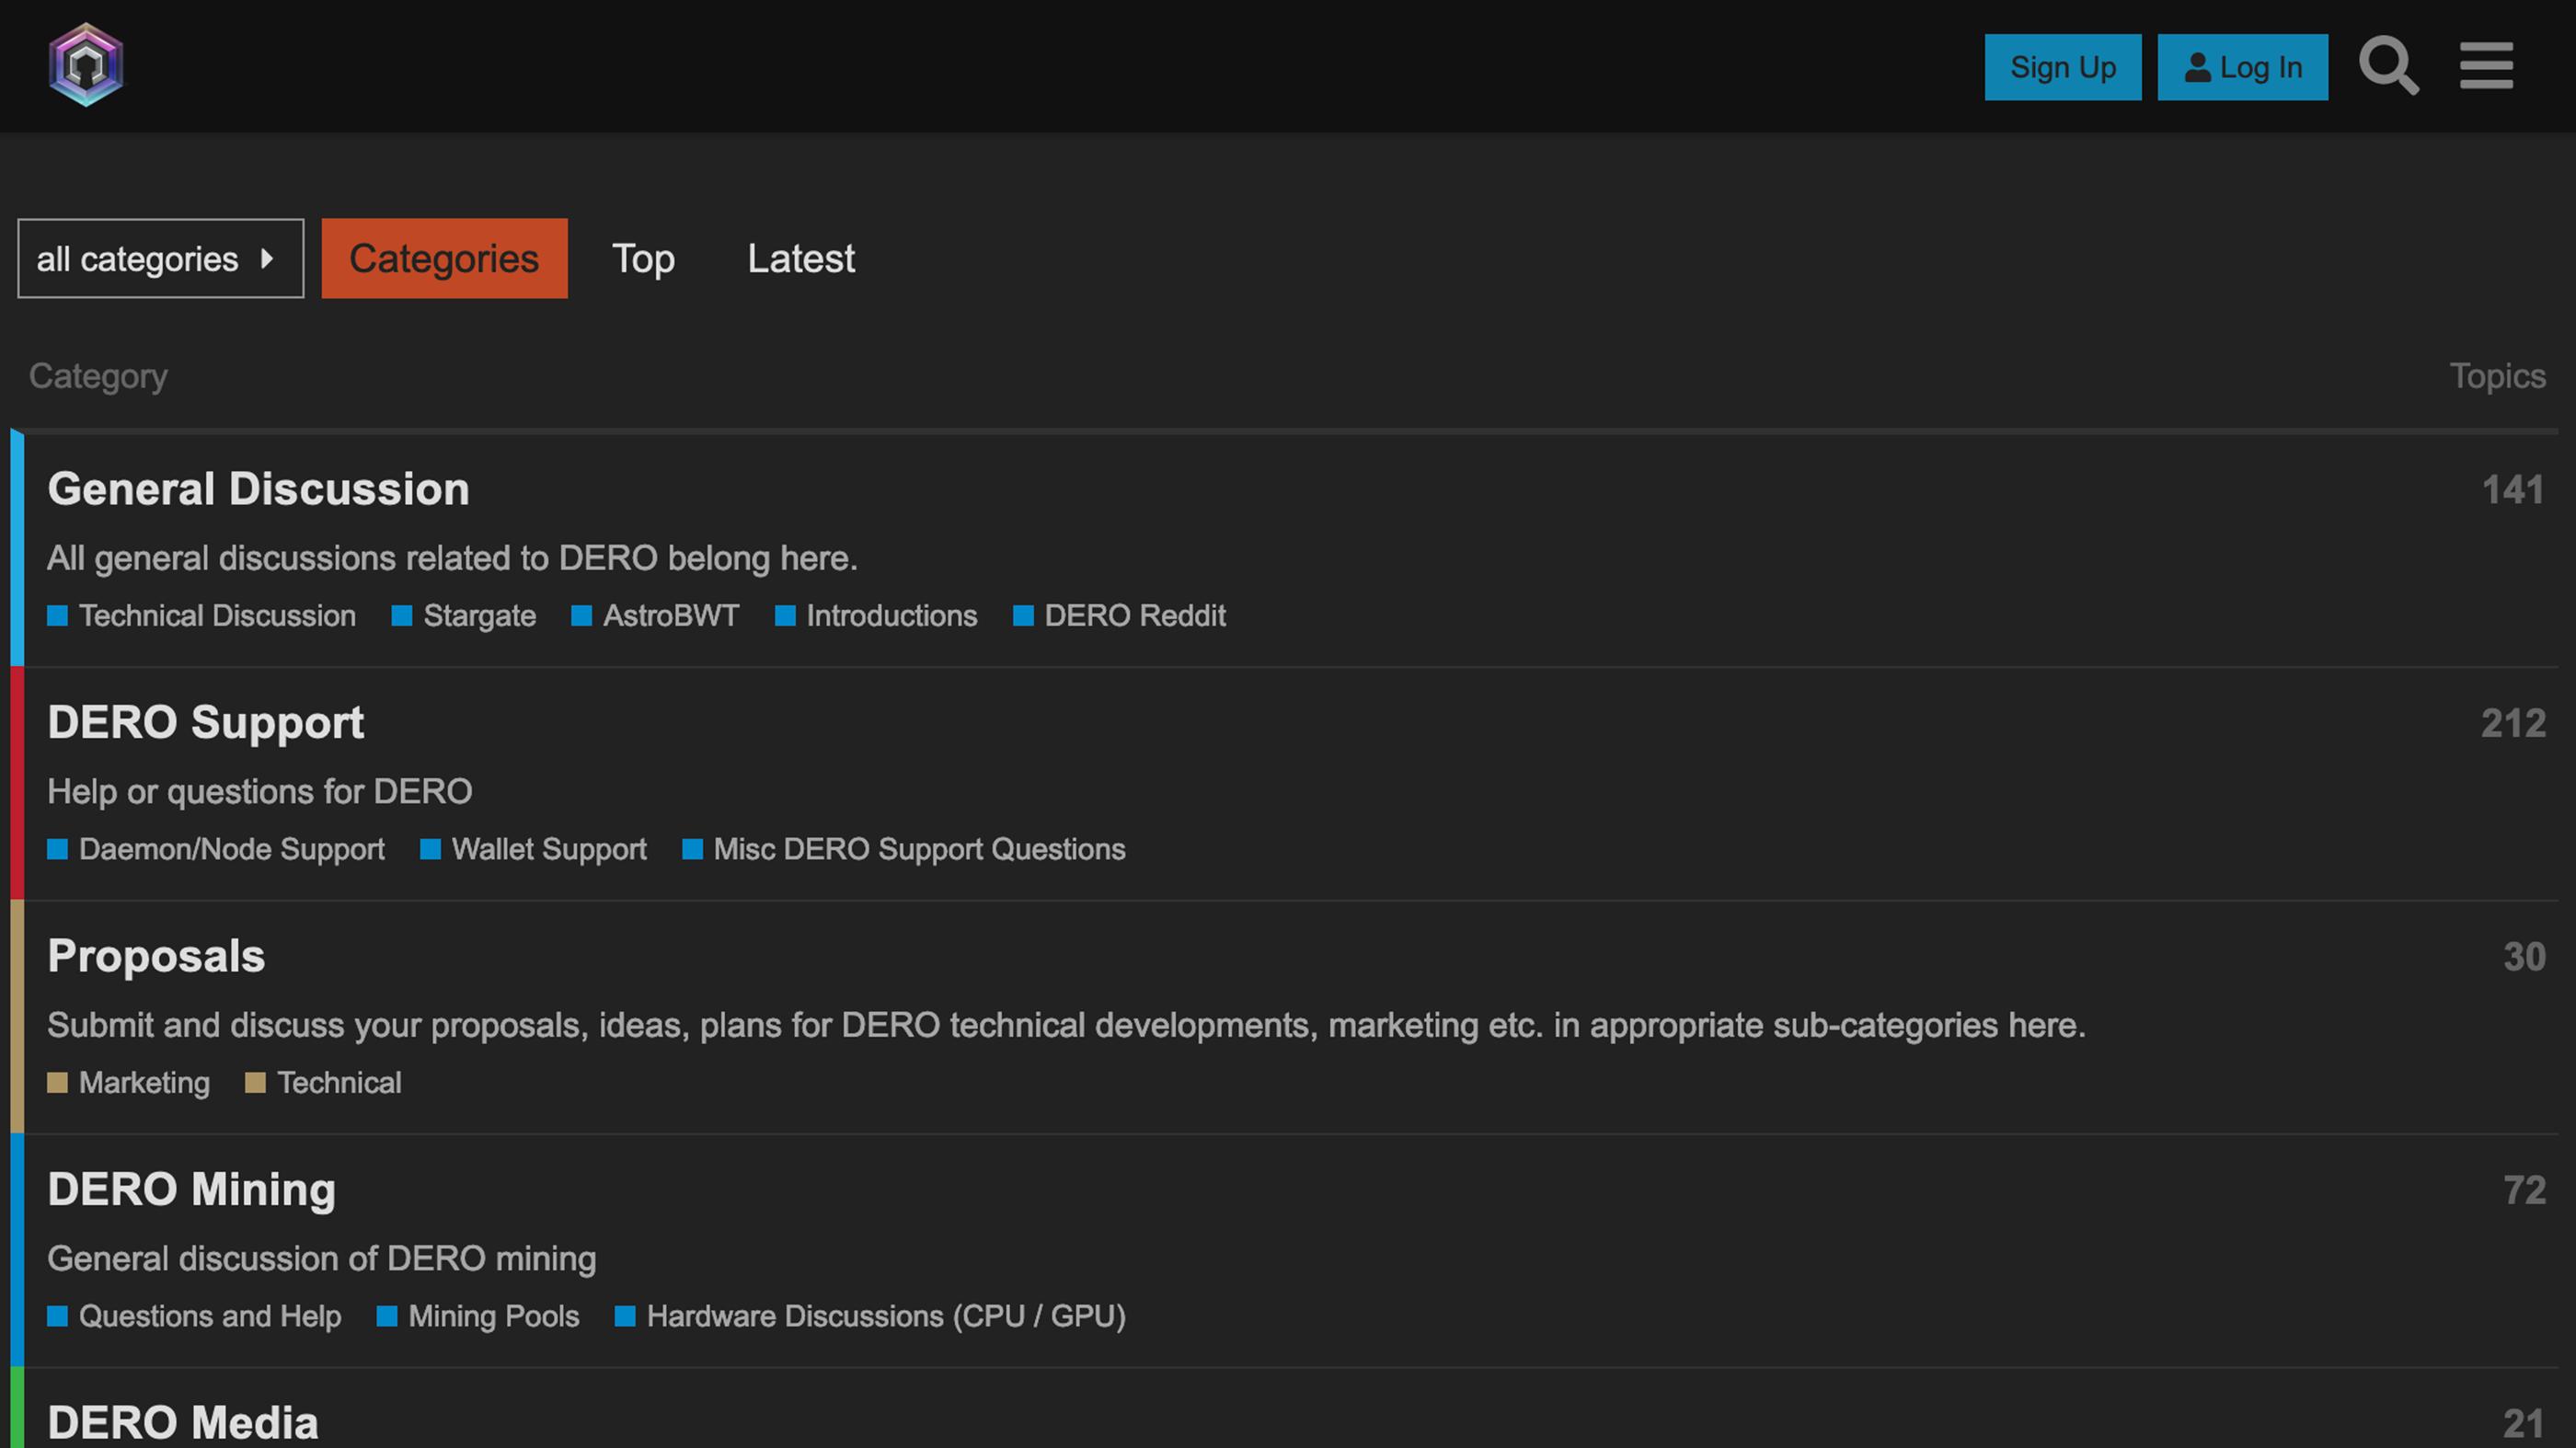 Sign Up Log In
all categories Categories Top Latest
Category Topics
General Discussion 141
All general discussions related to DERO belong here.
Technical Discussion Stargate AstroBWT Introductions DERO Reddit
DERO Support 212
Help or questions for DERO
Daemon/Node Support Wallet Support Misc DERO Support Questions
Proposals 30
Submit and discuss your proposals, ideas, plans for DERO technical developments, marketing etc. in appropriate sub-categories here.
Marketing Technical
DERO Mining 72
General discussion of DERO mining
Questions and Help Mining Pools Hardware Discussions (CPU / GPU)
DERO Media 21